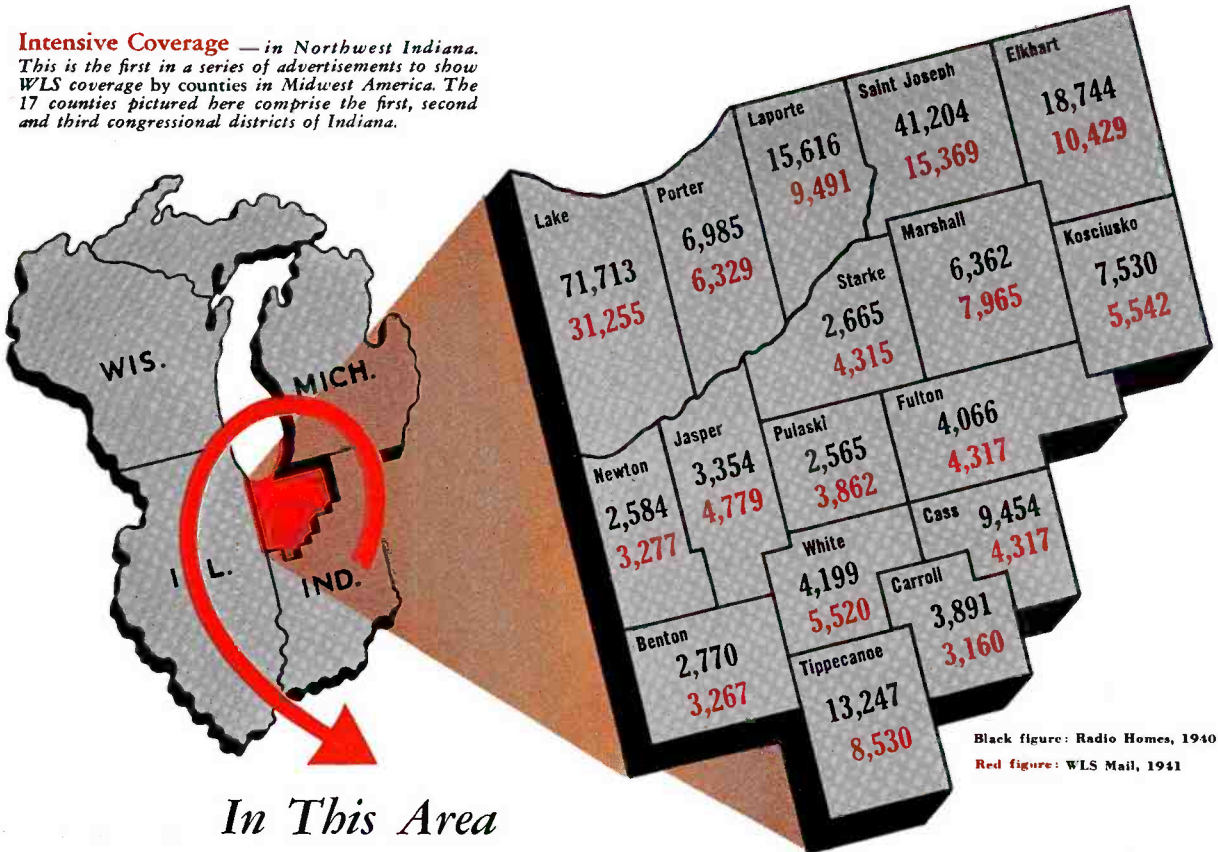 Intensive Coverage — in Northwest Indiana.
This is the first in a series of advertisements to show
WLS coverage by counties in Midwest America. The
17 counties pictured here comprise the first, second
and third congressional districts of Indiana.
WIS.
MICH.
ILL.
IND.
Lake
71,713
31,255
Porter
6,985
6,329
Laporte
15,616
9,491
Saint Joseph
41,204
15,369
Elkhart
18,744
10,429
Starke
2,665
4,315
Marshall
6,362
7,965
Kosciusko
7,530
5,542
Newton
2,584
3,277
Jasper
3,354
4,779
Pulaski
2,565
3,862
Fulton
4,066
4,317
White
4,199
5,520
Cass
9,454
4,317
Carroll
3,891
3,160
Benton
2,770
3,267
Tippecanoe
13,247
8,530
Black figure: Radio Homes, 1940
Red figure: WLS Mail, 1941
In This Area